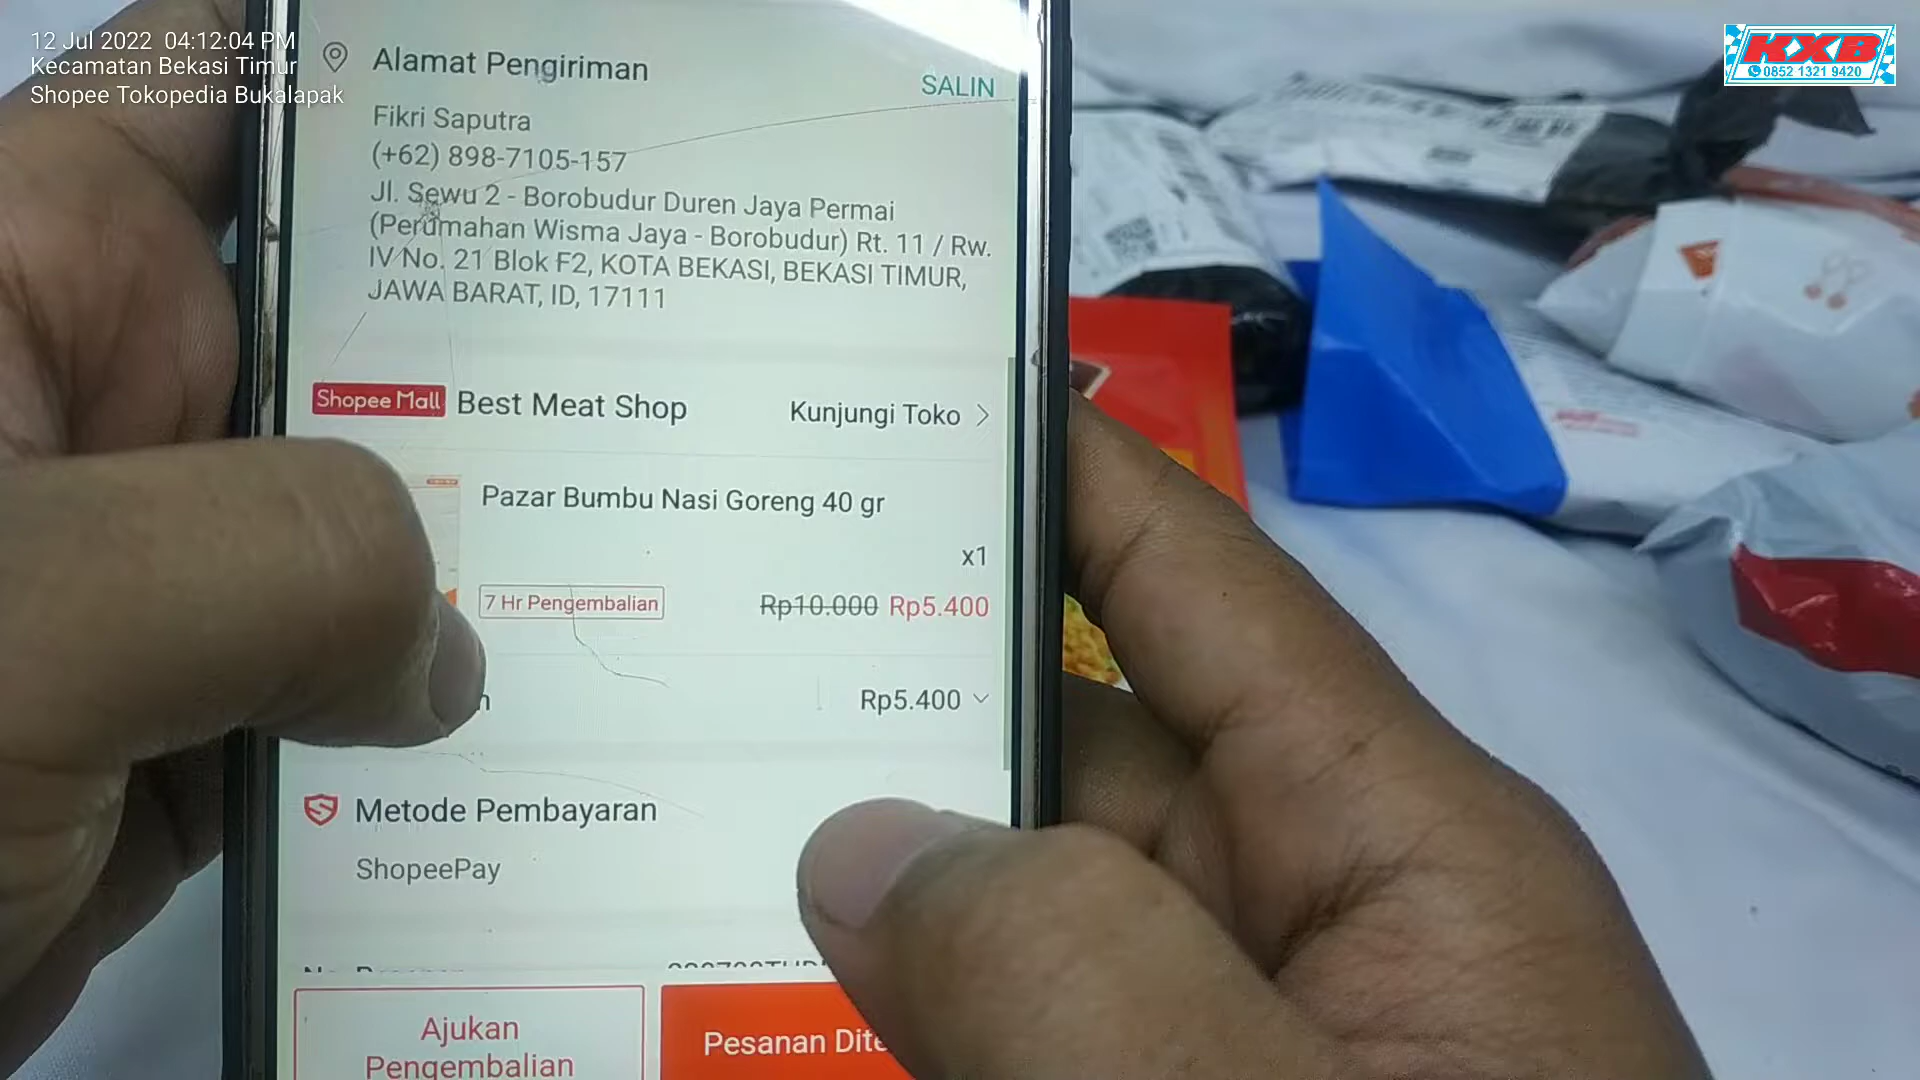 12 Jul 2022 04:12:04 PM
Kecamatan Bekasi Timur
Shopee Tokopedia Bukalapak
KXB
0852 1321 9420
Alamat Pengiriman
SALIN
Fikri Saputra
(+62) 898-7105-157
Jl. Sewu 2 - Borobudur Duren Jaya Permai
(Perumahan Wisma Jaya - Borobudur) Rt. 11 / Rw.
IV No. 21 Blok F2, KOTA BEKASI, BEKASI TIMUR,
JAWA BARAT, ID, 17111
Shopee Mall Best Meat Shop Kunjungi Toko
Pazar Bumbu Nasi Goreng 40 gr
x1
7 Hr Pengembalian Rp10.000 Rp5.400
Rp5.400
Metode Pembayaran
ShopeePay
Ajukan
Pengembalian
Pesanan